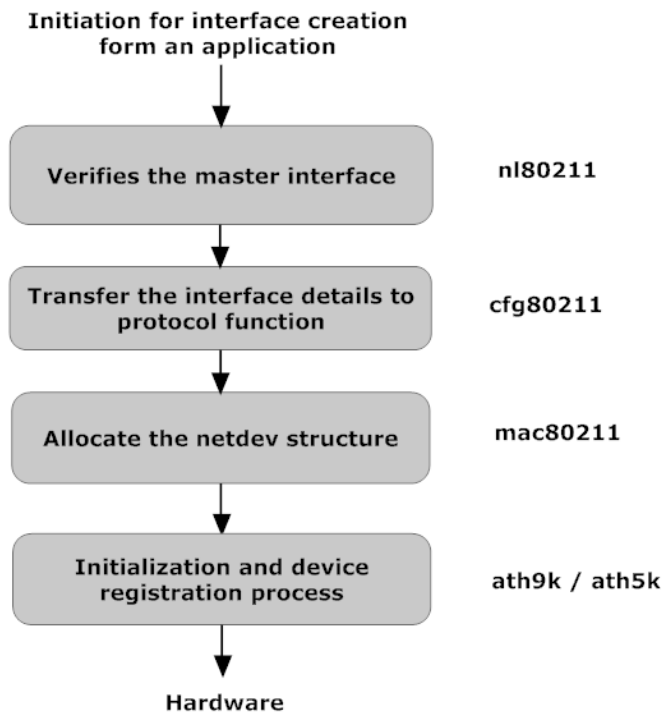 Initiation for interface creation
form an application
Verifies the master interface
nl80211
Transfer the interface details to
protocol function
cfg80211
Allocate the netdev structure
mac80211
Initialization and device
registration process
ath9k / ath5k
Hardware